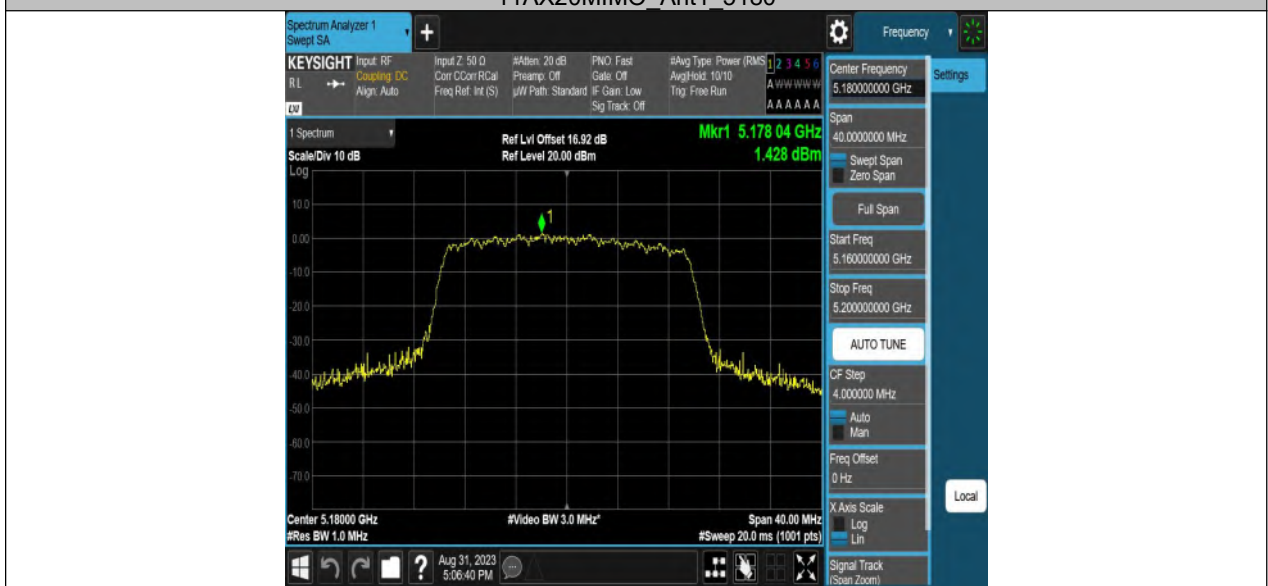 11AX20MIMO_Ant1_5180
Spectrum Analyzer 1
Swept SA
+
Frequency
KEYSIGHT
RL
LXI
Input: RF
Coupling: DC
Align: Auto
Input Z: 50 Ω
Corr CCorr RCal
Freq Ref: Int (S)
#Atten: 20 dB
Preamp: Off
µW Path: Standard
PNO: Fast
Gate: Off
IF Gain: Low
Sig Track: Off
#Avg Type: Power (RMS
Avg|Hold: 10/10
Trig: Free Run
1 2 3 4 5 6
A W W W W W
A A A A A A
Center Frequency
5.180000000 GHz
Settings
Span
40.0000000 MHz
Swept Span
Zero Span
Full Span
Start Freq
5.160000000 GHz
Stop Freq
5.200000000 GHz
AUTO TUNE
CF Step
4.000000 MHz
Auto
Man
Freq Offset
0 Hz
X Axis Scale
Log
Lin
Signal Track
(Span Zoom)
Local
1 Spectrum
Scale/Div 10 dB
Log
Ref Lvl Offset 16.92 dB
Ref Level 20.00 dBm
Mkr1 5.178 04 GHz
1.428 dBm
1
10.0
0.00
-10.0
-20.0
-30.0
-40.0
-50.0
-60.0
-70.0
Center 5.18000 GHz
#Res BW 1.0 MHz
#Video BW 3.0 MHz*
Span 40.00 MHz
#Sweep 20.0 ms (1001 pts)
?
Aug 31, 2023
5:06:40 PM